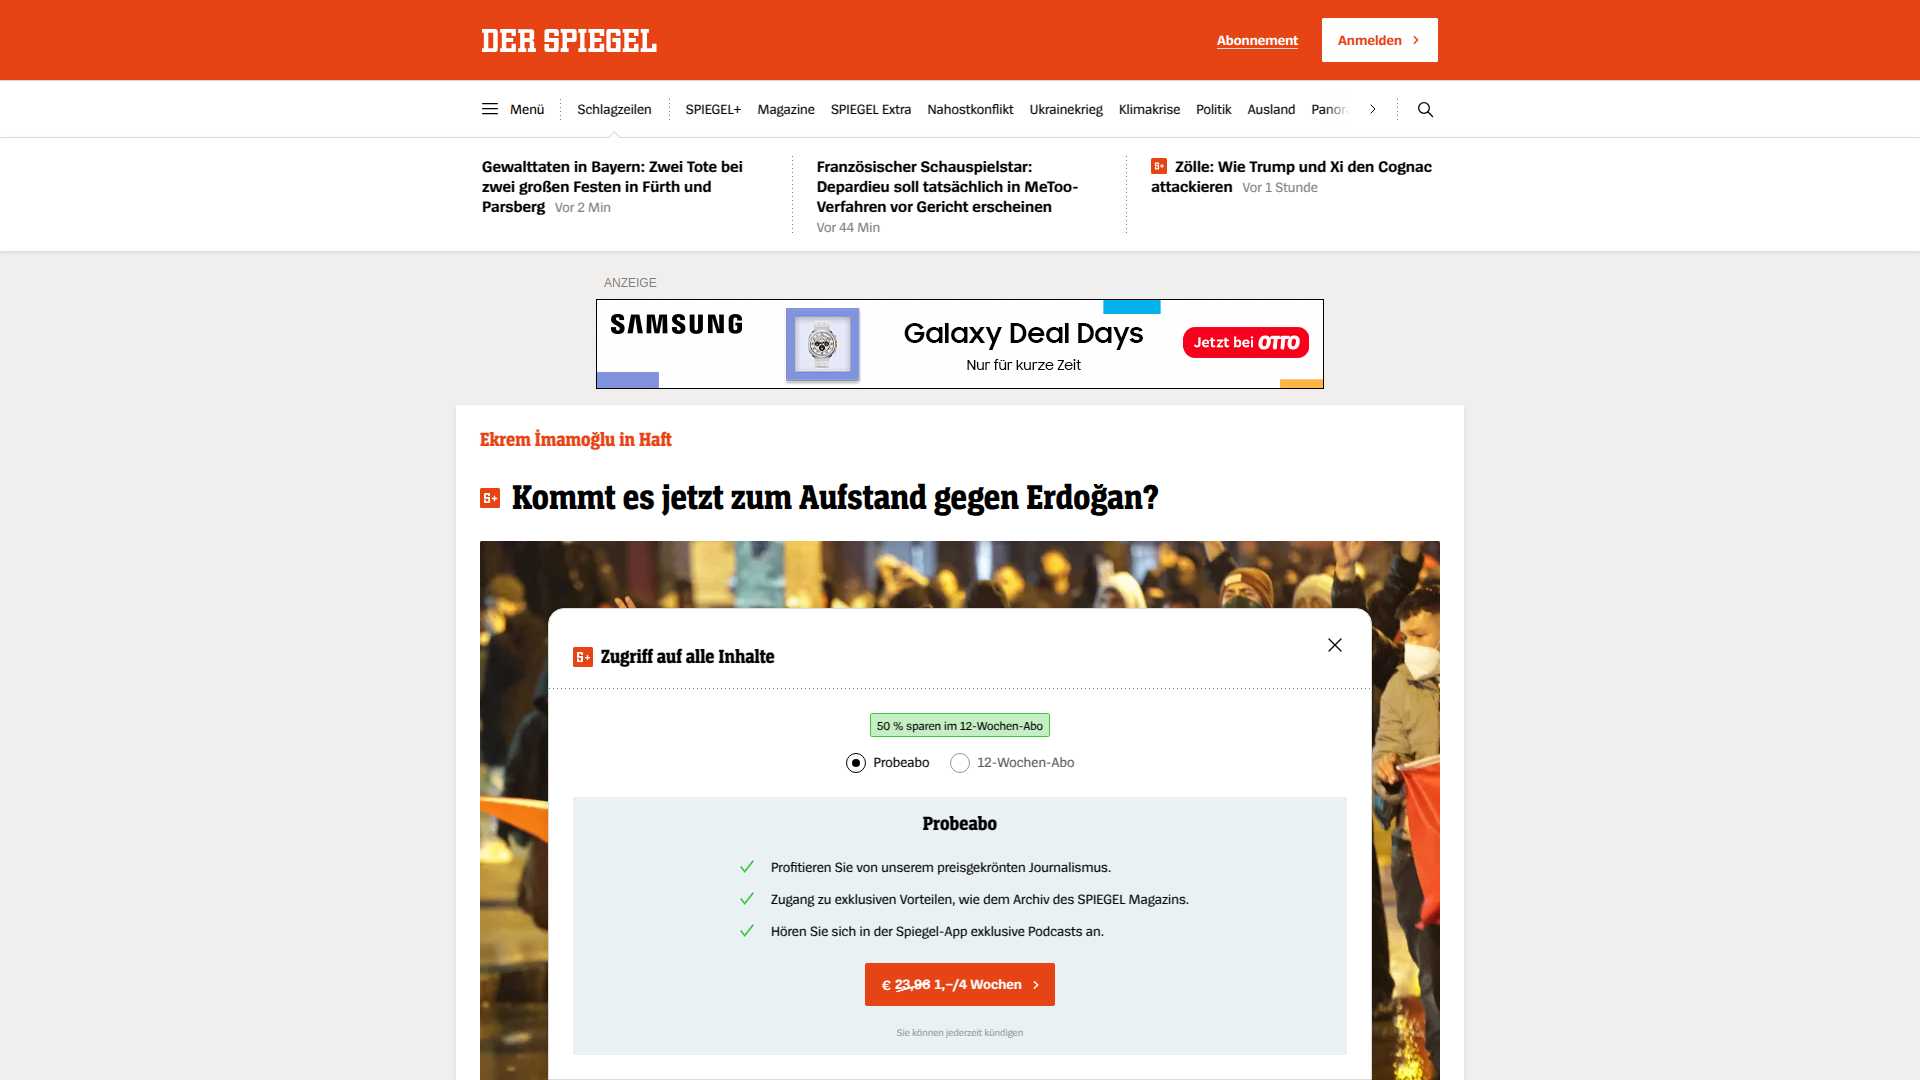 DER SPIEGEL
Abonnement
Anmelden
Menü
Schlagzeilen
SPIEGEL+
Magazine
SPIEGEL Extra
Nahostkonflikt
Ukrainekrieg
Klimakrise
Politik
Ausland
Gewalttaten in Bayern: Zwei Tote bei
zwei großen Festen in Fürth und
Parsberg Vor 2 Min
Französischer Schauspielstar:
Depardieu soll tatsächlich in MeToo-
Verfahren vor Gericht erscheinen
Vor 44 Min
Zölle: Wie Trump und Xi den Cognac
attackieren Vor 1 Stunde
ANZEIGE
SAMSUNG
Galaxy Deal Days
Nur für kurze Zeit
Jetzt bei OTTO
Ekrem İmamoğlu in Haft
Kommt es jetzt zum Aufstand gegen Erdoğan?
Zugriff auf alle Inhalte
50 % sparen im 12-Wochen-Abo
Probeabo
12-Wochen-Abo
Probeabo
Profitieren Sie von unserem preisgekrönten Journalismus.
Zugang zu exklusiven Vorteilen, wie dem Archiv des SPIEGEL Magazins.
Hören Sie sich in der Spiegel-App exklusive Podcasts an.
€ 23,96 1,–/4 Wochen
Sie können jederzeit kündigen